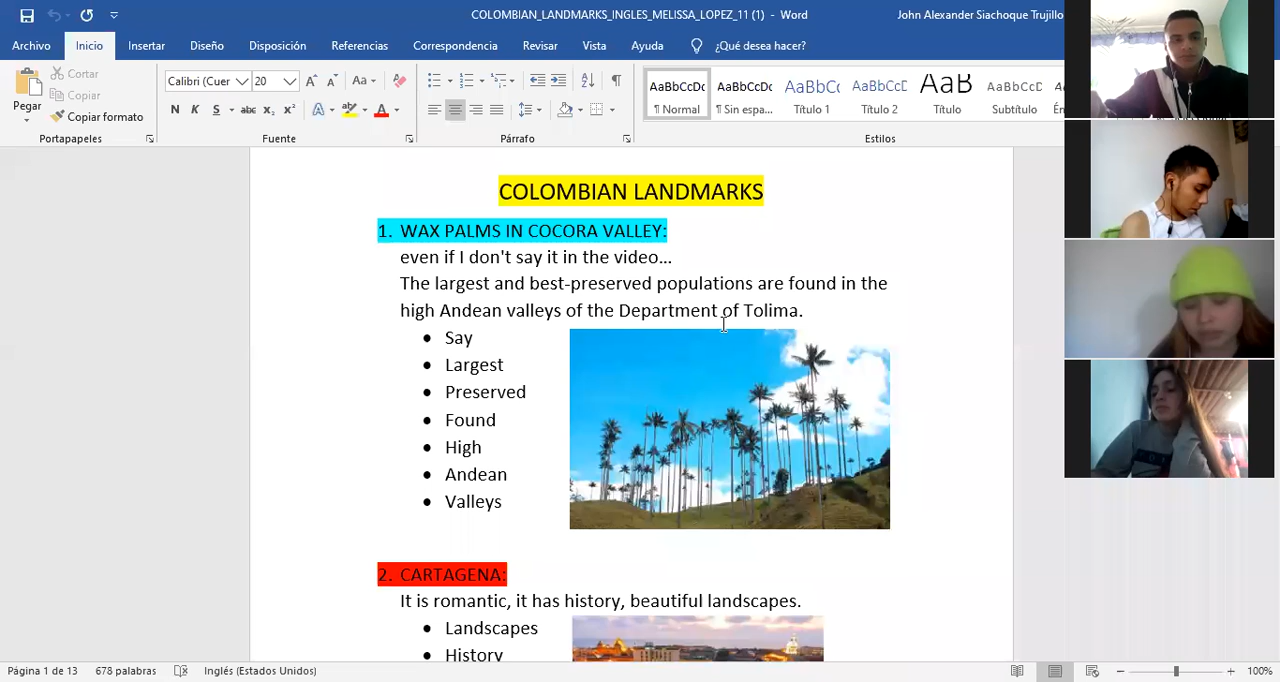 COLOMBIAN_LANDMARKS_INGLES_MELISSA_LOPEZ_11 (1) - Word
John Alexander Siachoque Trujillo
Archivo Inicio Insertar Diseño Disposición Referencias Correspondencia Revisar Vista Ayuda ¿Qué desea hacer?
Pegar
Cortar
Copiar
Copiar formato
Portapapeles
Calibri (Cuer 20
Aa
N K S abc x₂ x²
A
Fuente
Párrafo
AaBbCcDc AaBbCcDc AaBbCc AaBbCcD AaB AaBbCcD
¶ Normal ¶ Sin espa... Título 1 Título 2 Título Subtítulo
Estilos
COLOMBIAN LANDMARKS
1. WAX PALMS IN COCORA VALLEY:
even if I don't say it in the video...
The largest and best-preserved populations are found in the
high Andean valleys of the Department of Tolima.
• Say
• Largest
• Preserved
• Found
• High
• Andean
• Valleys
2. CARTAGENA:
It is romantic, it has history, beautiful landscapes.
• Landscapes
• History
Página 1 de 13 678 palabras Inglés (Estados Unidos) 100%